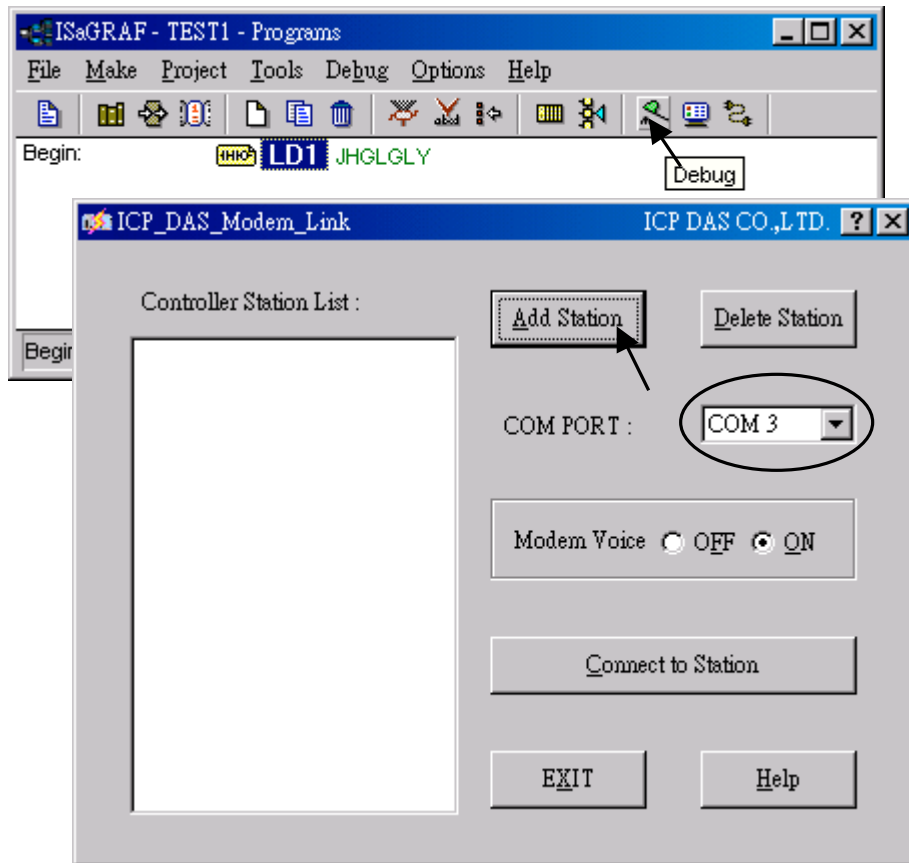 ISaGRAF - TEST1 - Programs
File Make Project Tools Debug Options Help
Begin: LD1 JHGLGLY
Debug
ICP_DAS_Modem_Link ICP DAS CO.,LTD.
Controller Station List :
Add Station Delete Station
Begin
COM PORT : COM 3
Modem Voice OFF ON
Connect to Station
EXIT Help